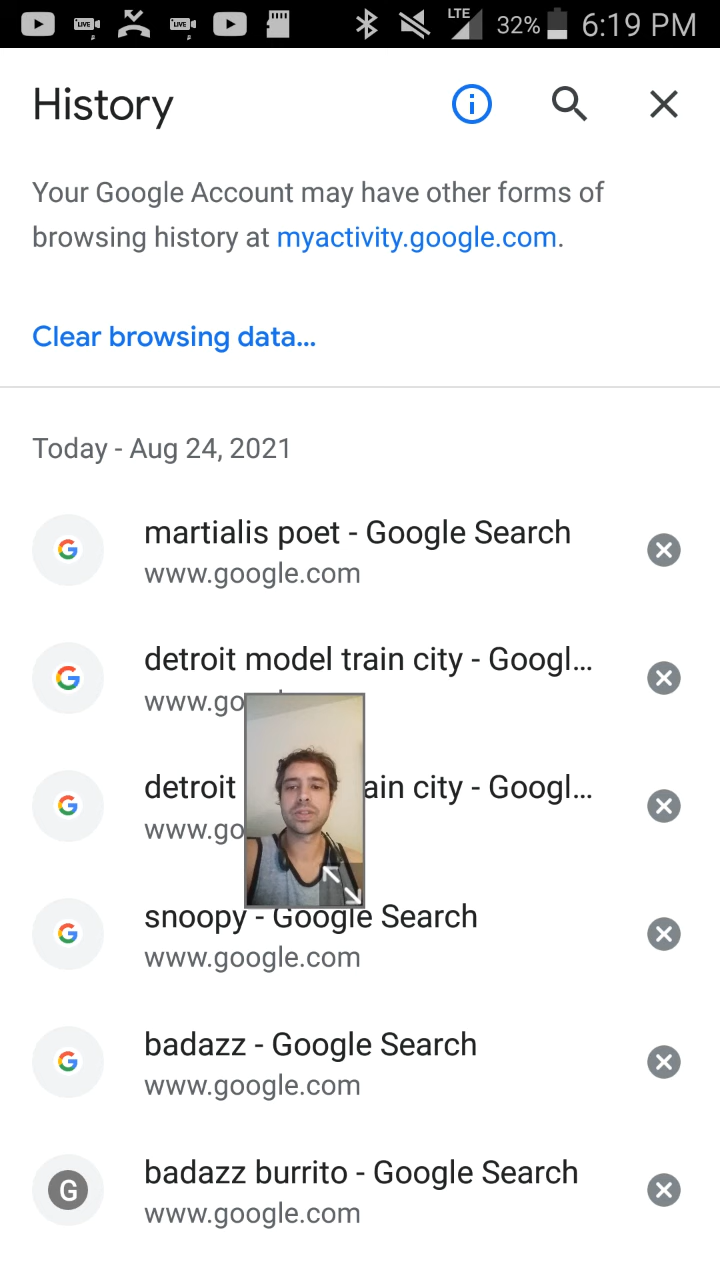 LIVE
LIVE
LTE
32%
6:19 PM
History
Your Google Account may have other forms of
browsing history at myactivity.google.com.
Clear browsing data...
Today - Aug 24, 2021
martialis poet - Google Search
www.google.com
detroit model train city - Googl...
www.go
detroit ain city - Googl...
www.go
snoopy - Google Search
www.google.com
badazz - Google Search
www.google.com
G
badazz burrito - Google Search
www.google.com